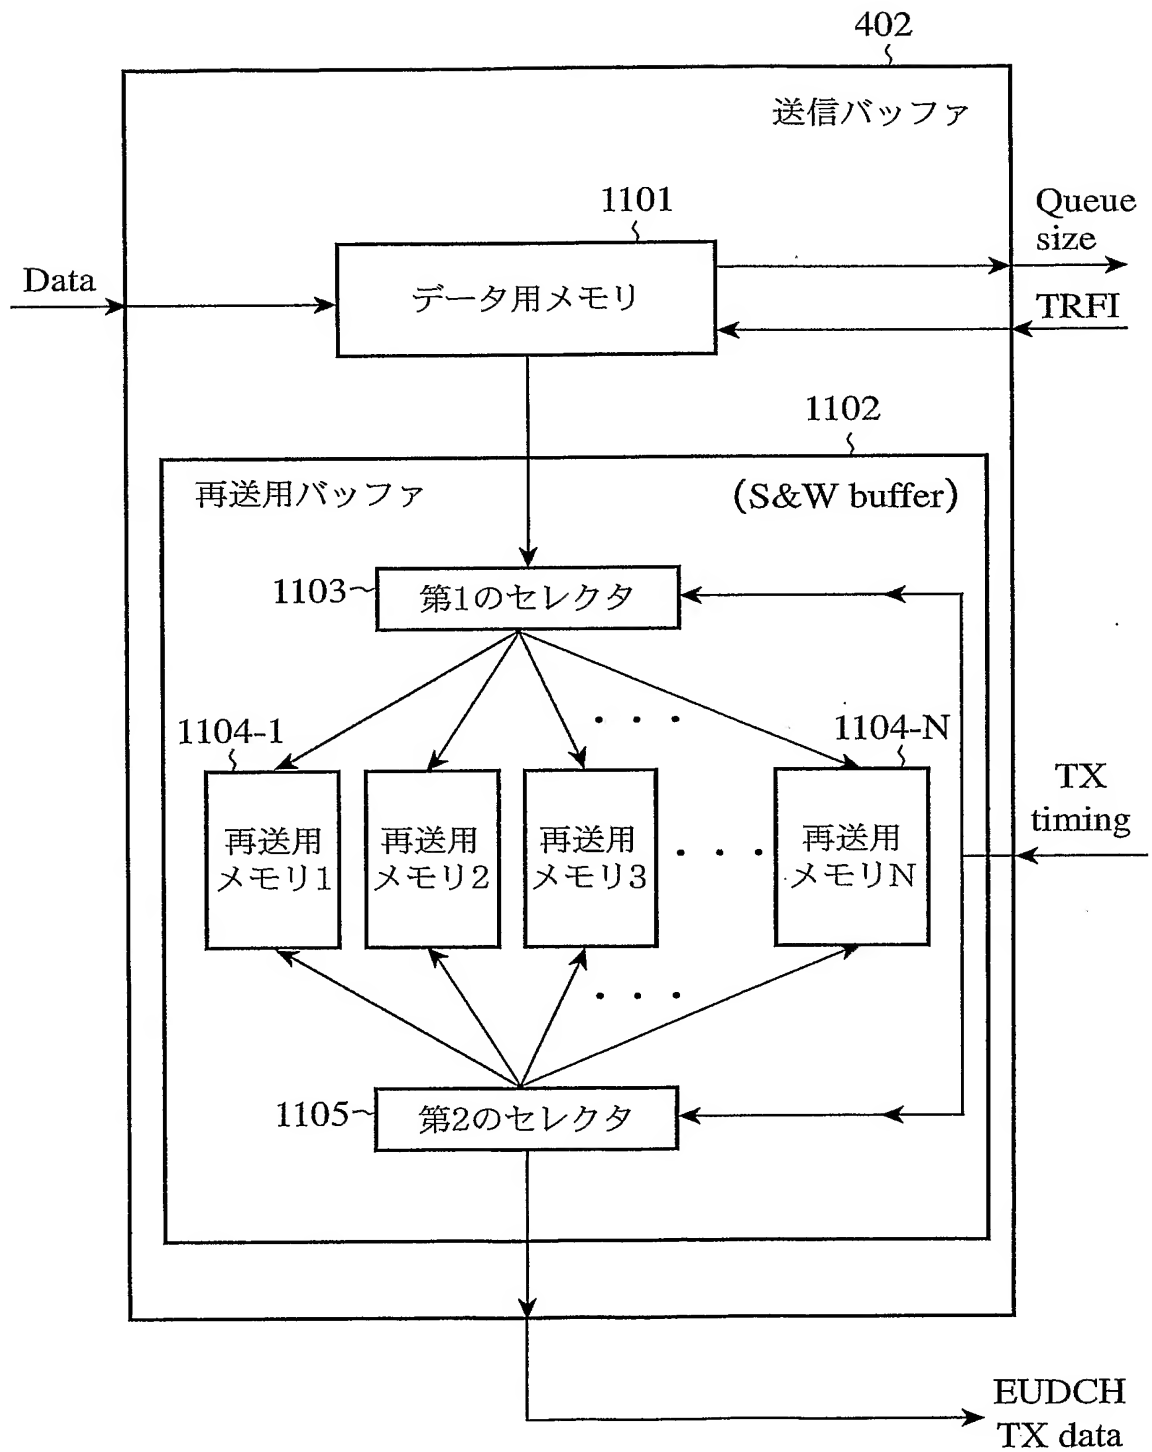 402
送信バッファ
1101
Queue
size
Data
データ用メモリ
TRFI
1102
再送用バッファ
(S&W buffer)
1103
第1のセレクタ
・・・
1104-1
1104-N
TX
timing
再送用
メモリ1
再送用
メモリ2
再送用
メモリ3
・・・
再送用
メモリN
・・・
1105
第2のセレクタ
EUDCH
TX data